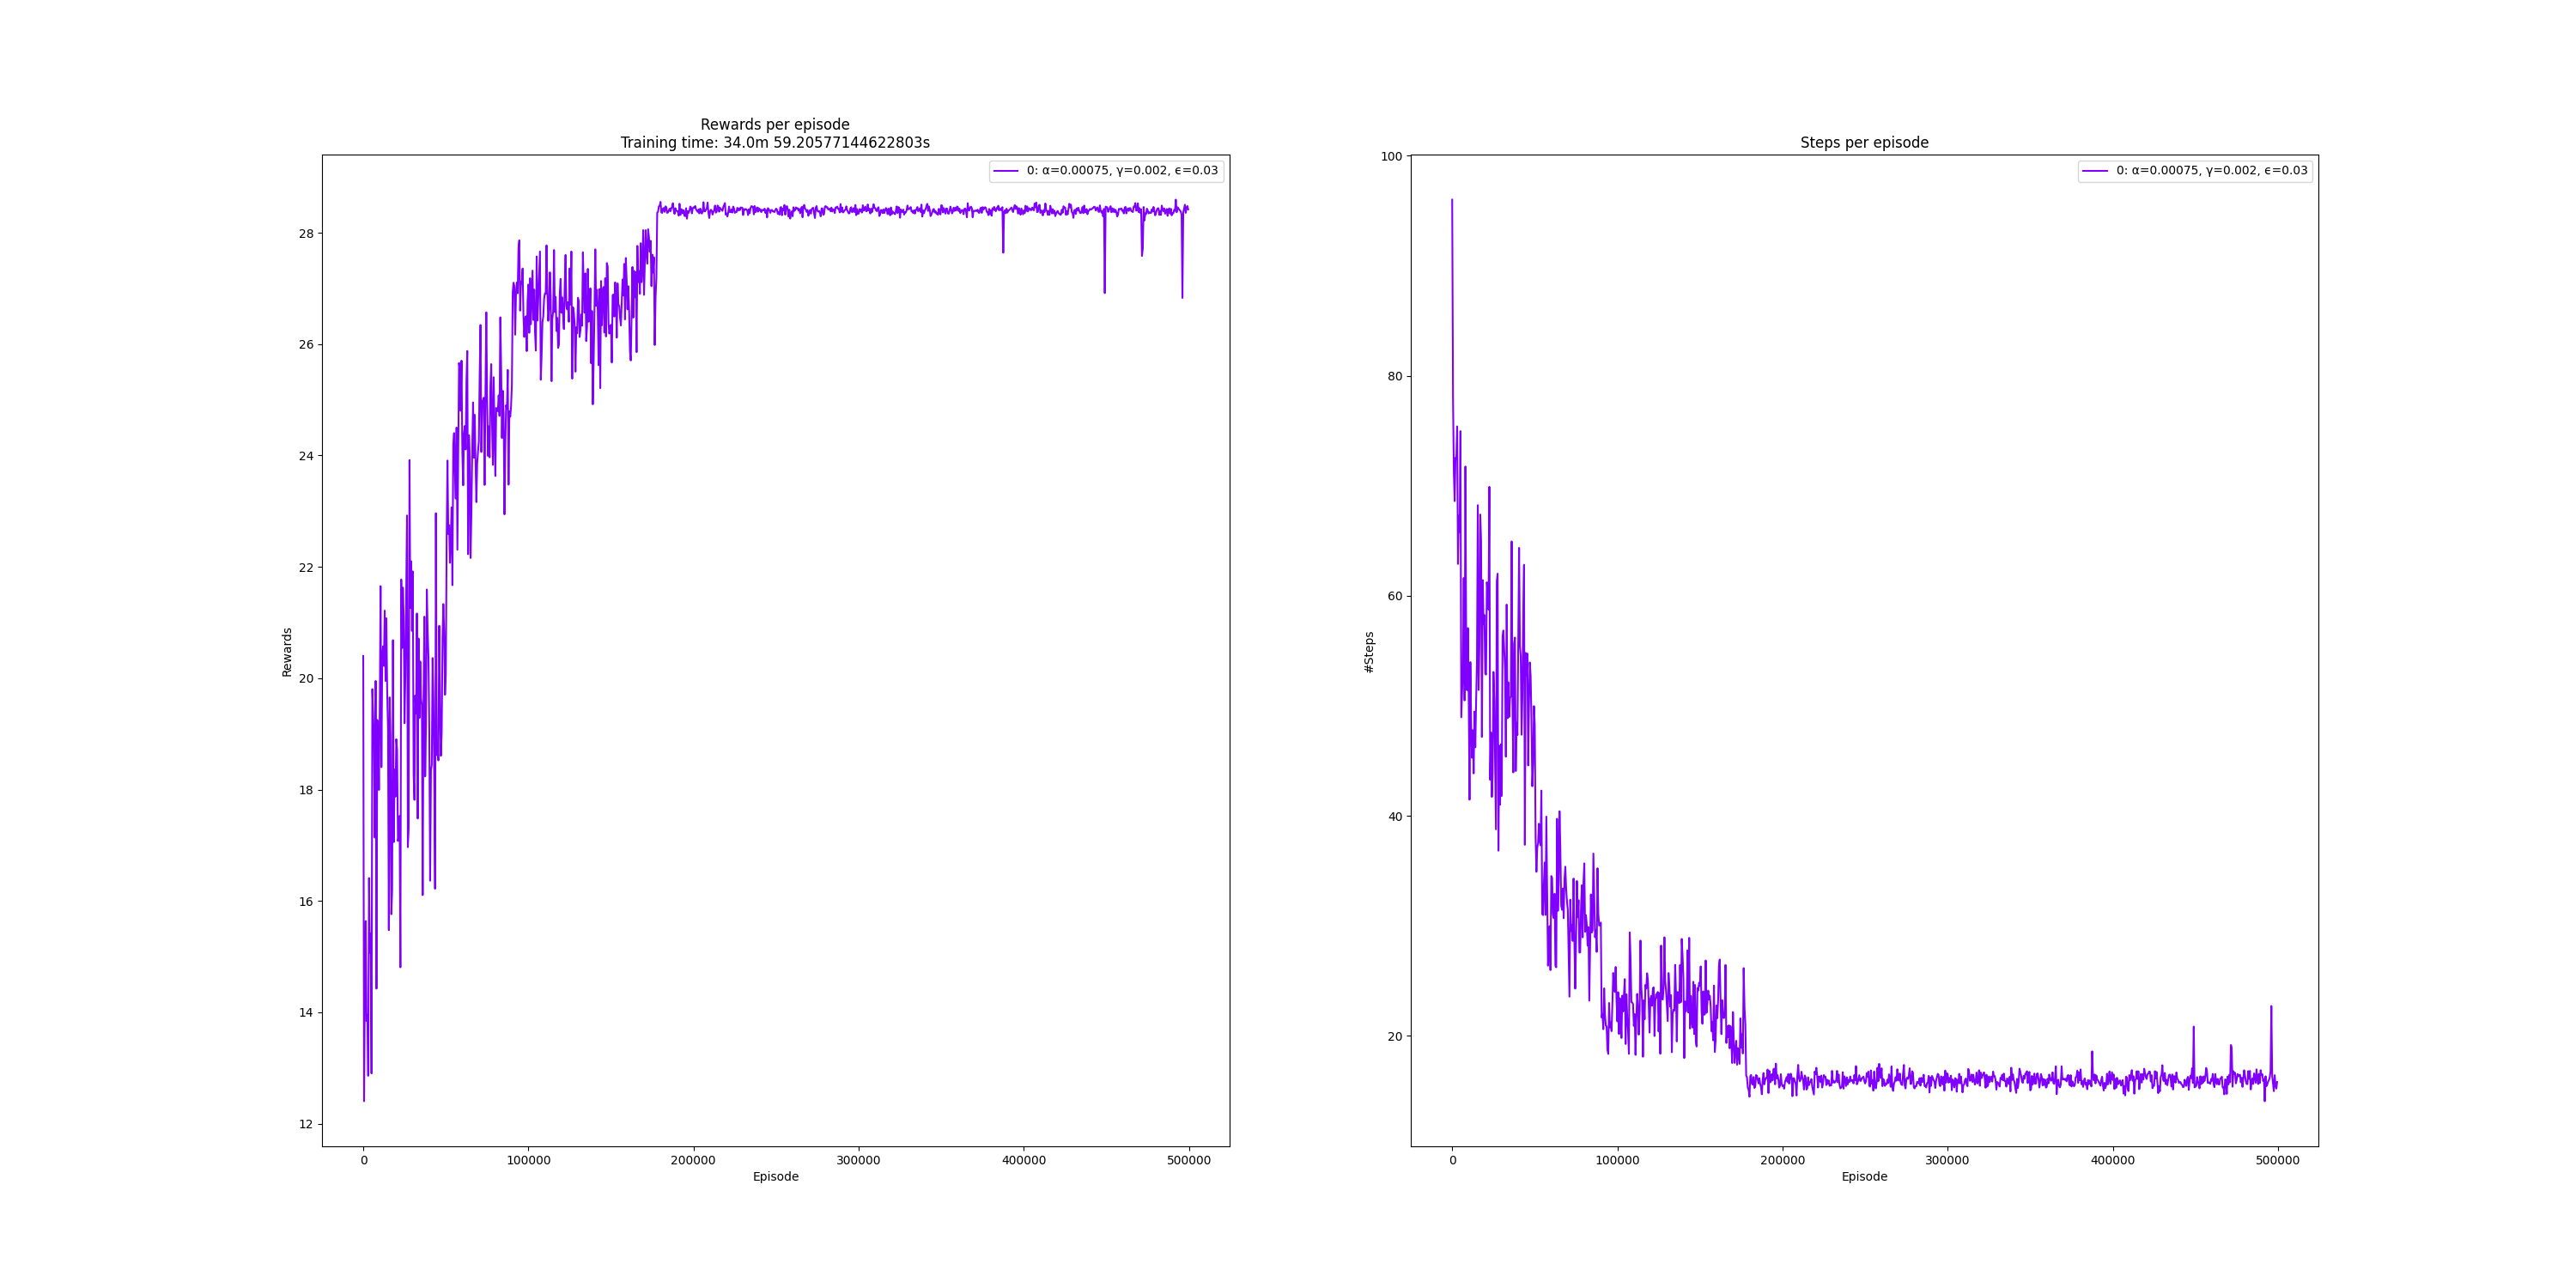 Rewards per episode
Training time: 34.0m 59.20577144622803s
0: α=0.00075, γ=0.002, ϵ=0.03
28
26
24
22
20
18
16
14
12
Rewards
0 100000 200000 300000 400000 500000
Episode
Steps per episode
0: α=0.00075, γ=0.002, ϵ=0.03
100
80
60
40
20
#Steps
0 100000 200000 300000 400000 500000
Episode